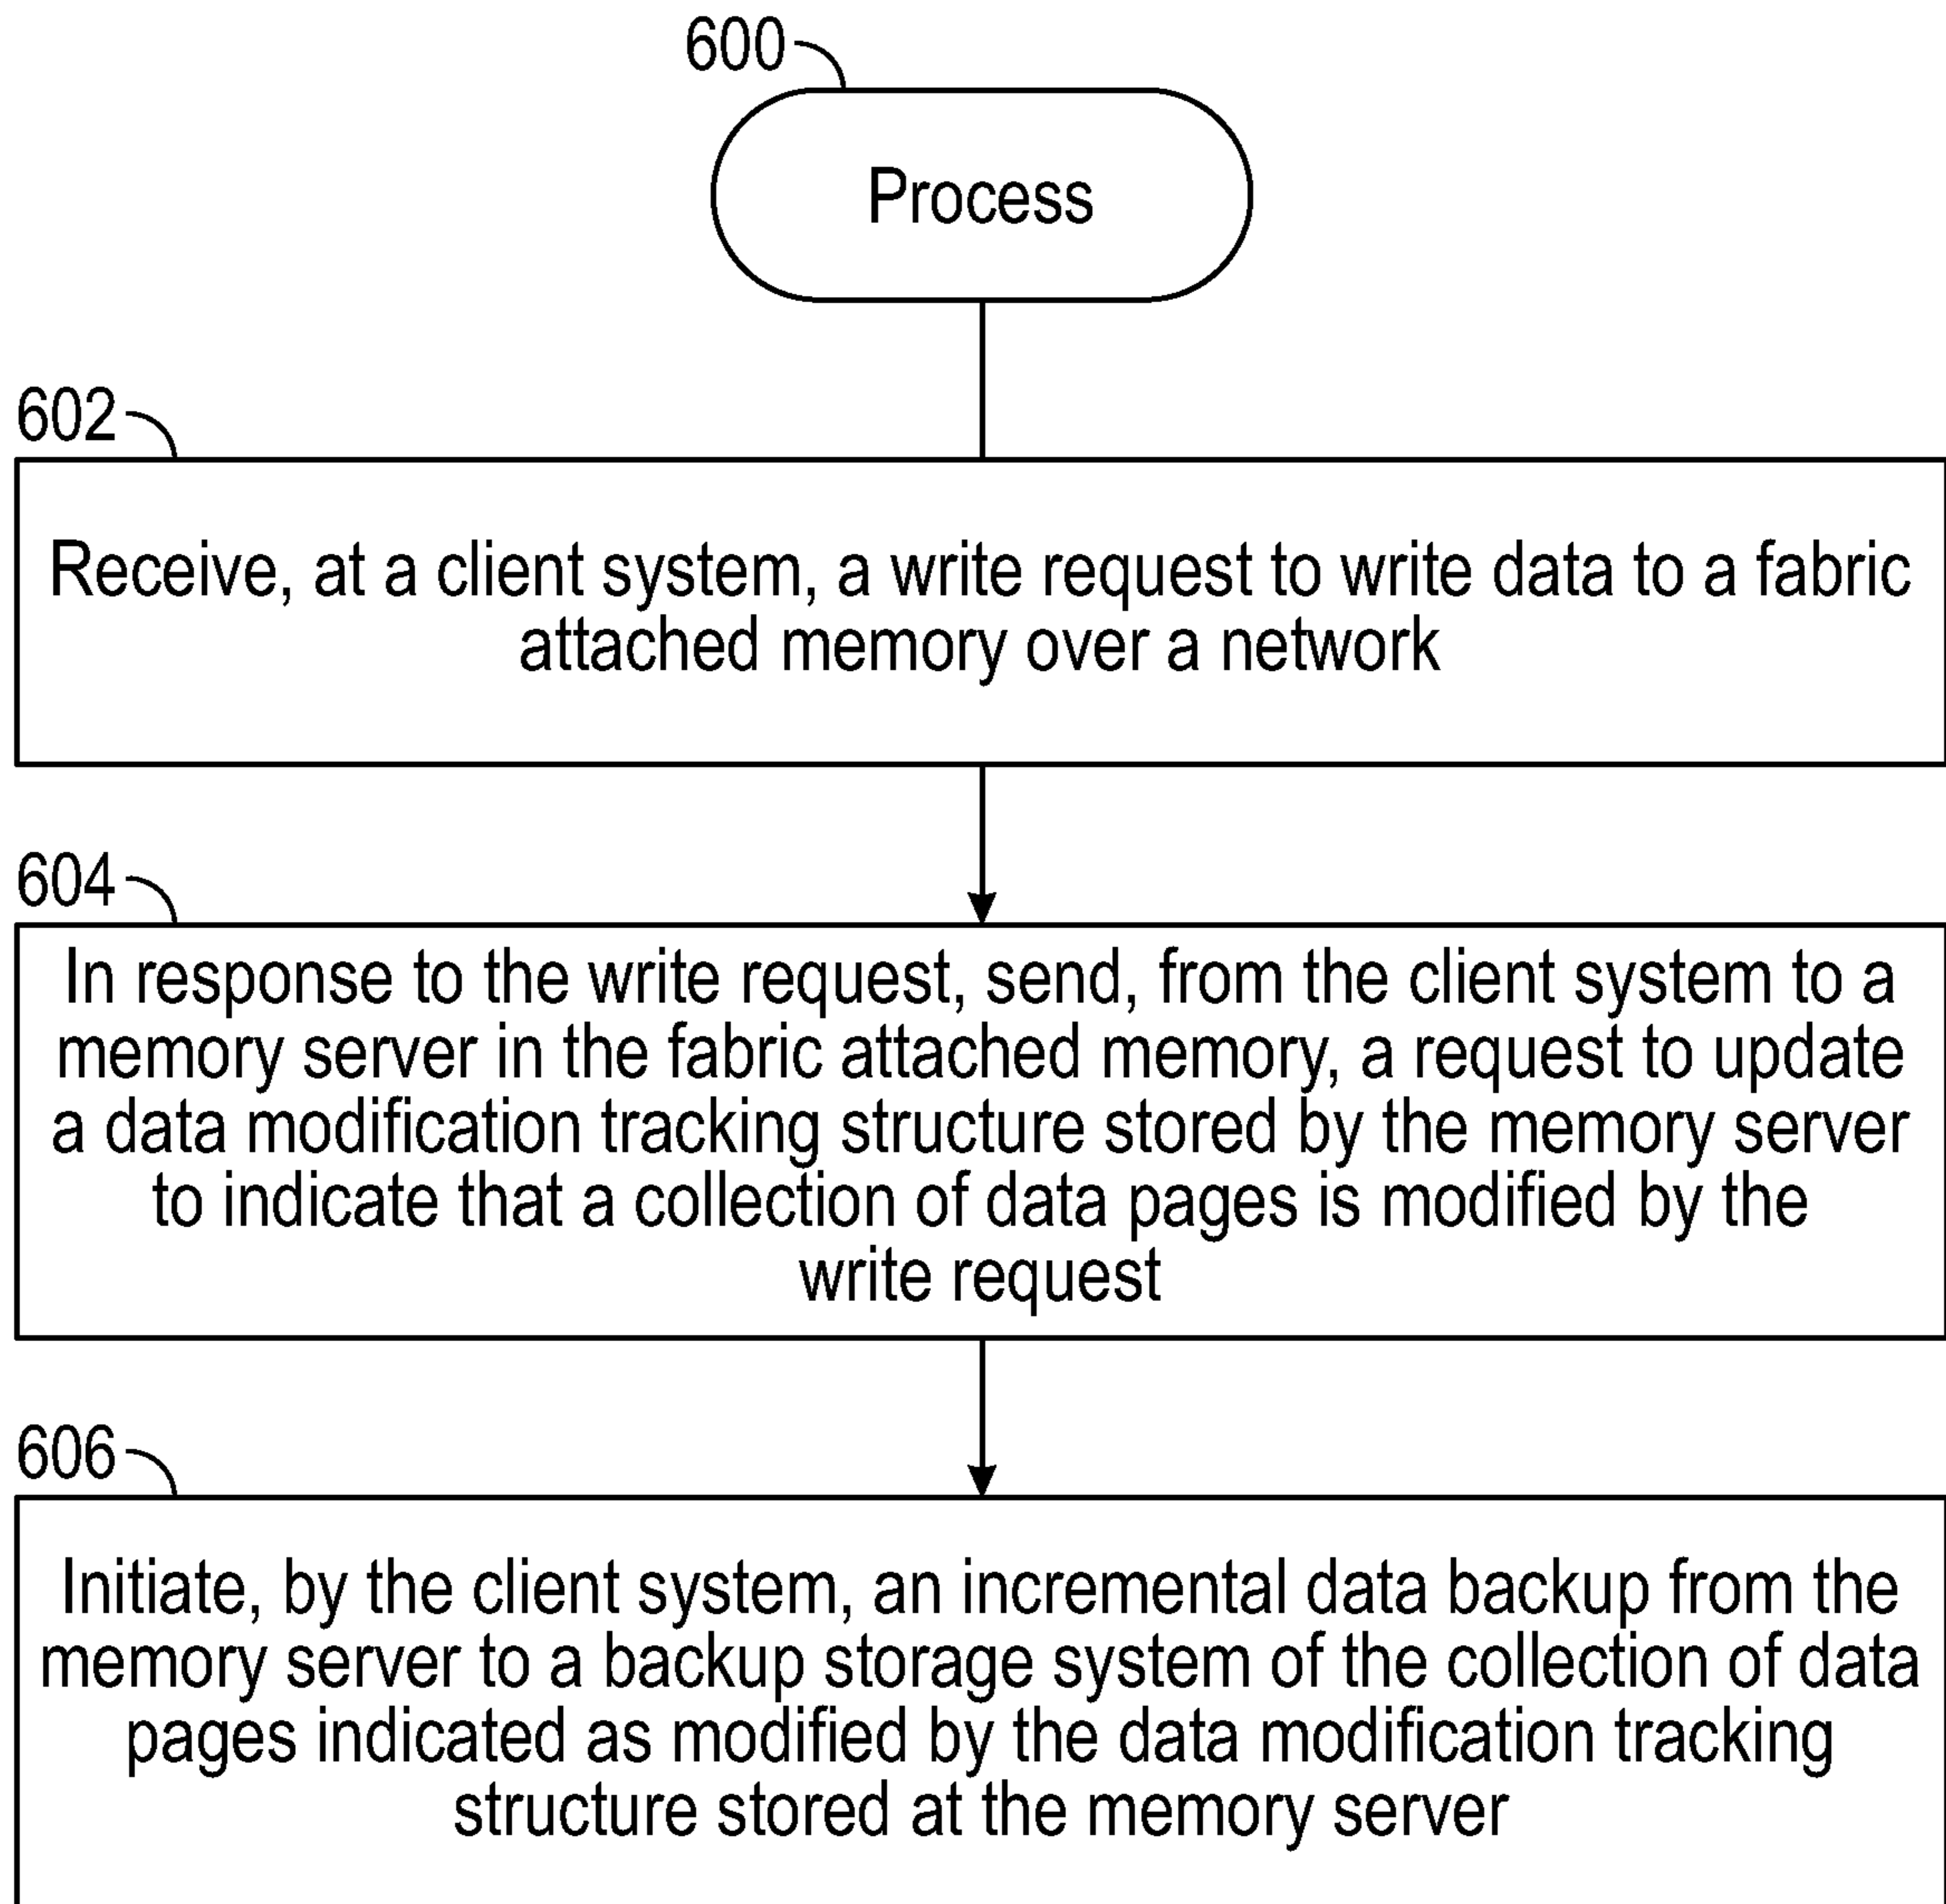 600
Process
602
Receive, at a client system, a write request to write data to a fabric
attached memory over a network
604
In response to the write request, send, from the client system to a
memory server in the fabric attached memory, a request to update
a data modification tracking structure stored by the memory server
to indicate that a collection of data pages is modified by the
write request
606
Initiate, by the client system, an incremental data backup from the
memory server to a backup storage system of the collection of data
pages indicated as modified by the data modification tracking
structure stored at the memory server